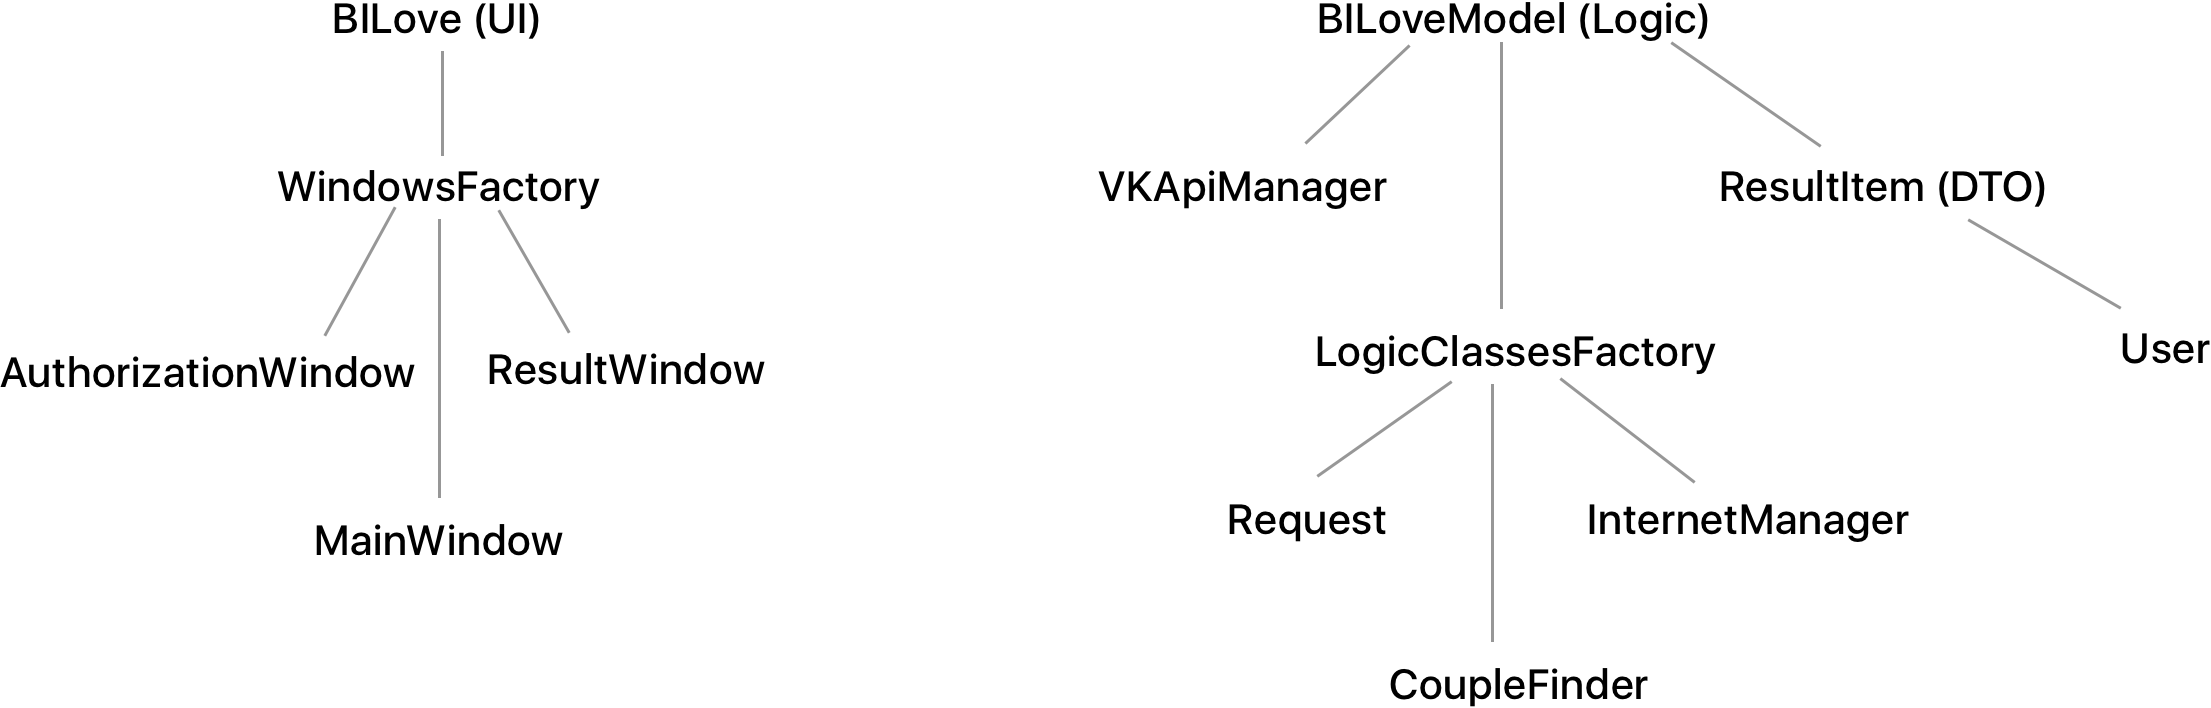 BILove (UI)
BILoveModel (Logic)
WindowsFactory
VKApiManager
ResultItem (DTO)
AuthorizationWindow
ResultWindow
LogicClassesFactory
User
MainWindow
Request
InternetManager
CoupleFinder